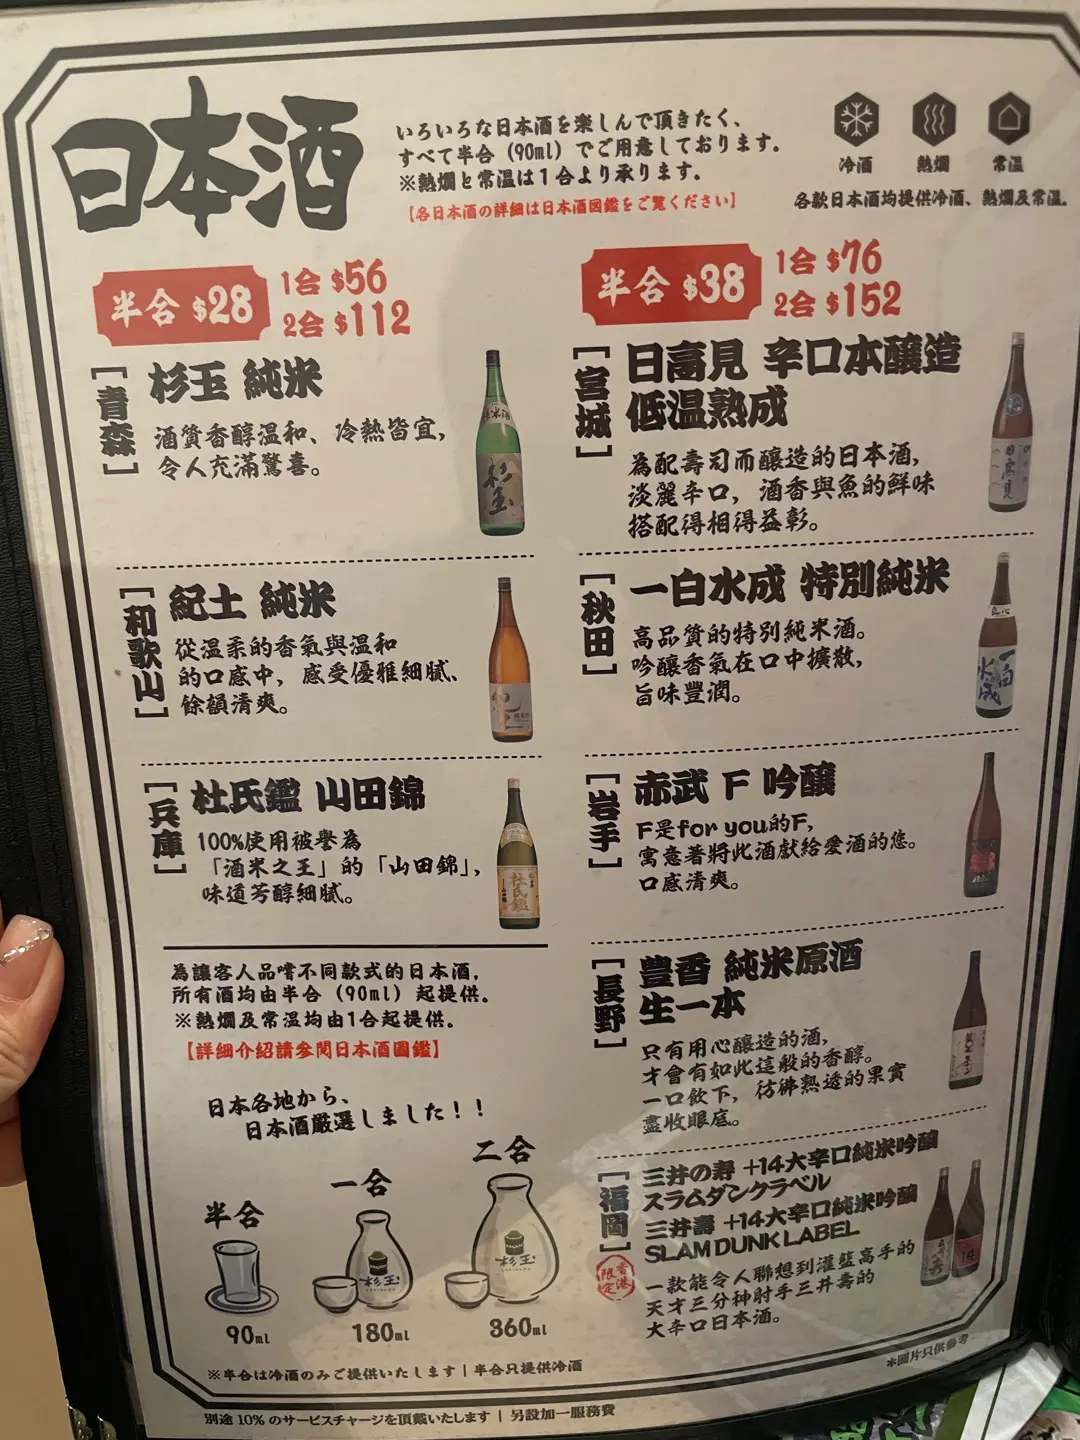 日本酒
いろいろな日本酒を楽しんで頂きたく、
すべて半合（90ml）でご用意しております。
※熱燗と常温は1合より承ります。
【各日本酒の詳細は日本酒図鑑をご覧ください】
冷酒 熱燗 常温
各款日本酒均提供冷酒、熱燗及常温。
半合 $28
1合 $56
2合 $112
［青森］
杉玉 純米
酒質香醇温和、冷熱皆宜，
令人充滿驚喜。
［和歌山］
紀土 純米
從温柔的香氣與温和
的口感中，感受優雅細膩、
餘韻清爽。
［兵庫］
杜氏鑑 山田錦
100%使用被譽為
「酒米之王」的「山田錦」，
味道芳醇細膩。
為讓客人品嚐不同款式的日本酒，
所有酒均由半合（90ml）起提供。
※熱燗及常温均由1合起提供。
【詳細介紹請參閱日本酒圖鑑】
日本各地から、
日本酒厳選しました！！
半合
一合
二合
杉玉
杉玉
90ml
180ml
360ml
※半合は冷酒のみご提供いたします｜半合只提供冷酒
半合 $38
1合 $76
2合 $152
［宮城］
日高見 辛口本醸造
低温熟成
為配壽司而釀造的日本酒，
淡麗辛口，酒香與魚的鮮味
搭配得相得益彰。
［秋田］
一白水成 特別純米
高品質的特別純米酒。
吟釀香氣在口中擴散，
旨味豐潤。
［岩手］
赤武 F 吟醸
F是for you的F，
寓意著將此酒獻給愛酒的您。
口感清爽。
［長野］
豊香 純米原酒
生一本
只有用心釀造的酒，
才會有如此這般的香醇。
一口飲下，彷彿熟透的果實
盡收眼底。
［福岡］
香港限定
三井の寿 +14大辛口純米吟醸
スラムダンクラベル
三井壽 +14大辛口純米吟釀
SLAM DUNK LABEL
一款能令人聯想到灌籃高手的
天才三分神射手三井壽的
大辛口日本酒。
※圖片只供參考
別途 10% のサービスチャージを頂戴いたします｜另設加一服務費